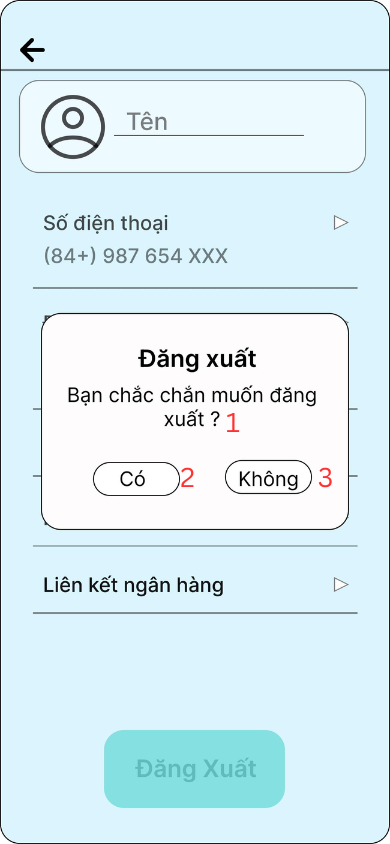 Tên
Số điện thoại
(84+) 987 654 XXX
Đăng xuất
Bạn chắc chắn muốn đăng
xuất ? 1
Có 2 Không 3
Liên kết ngân hàng
Đăng Xuất